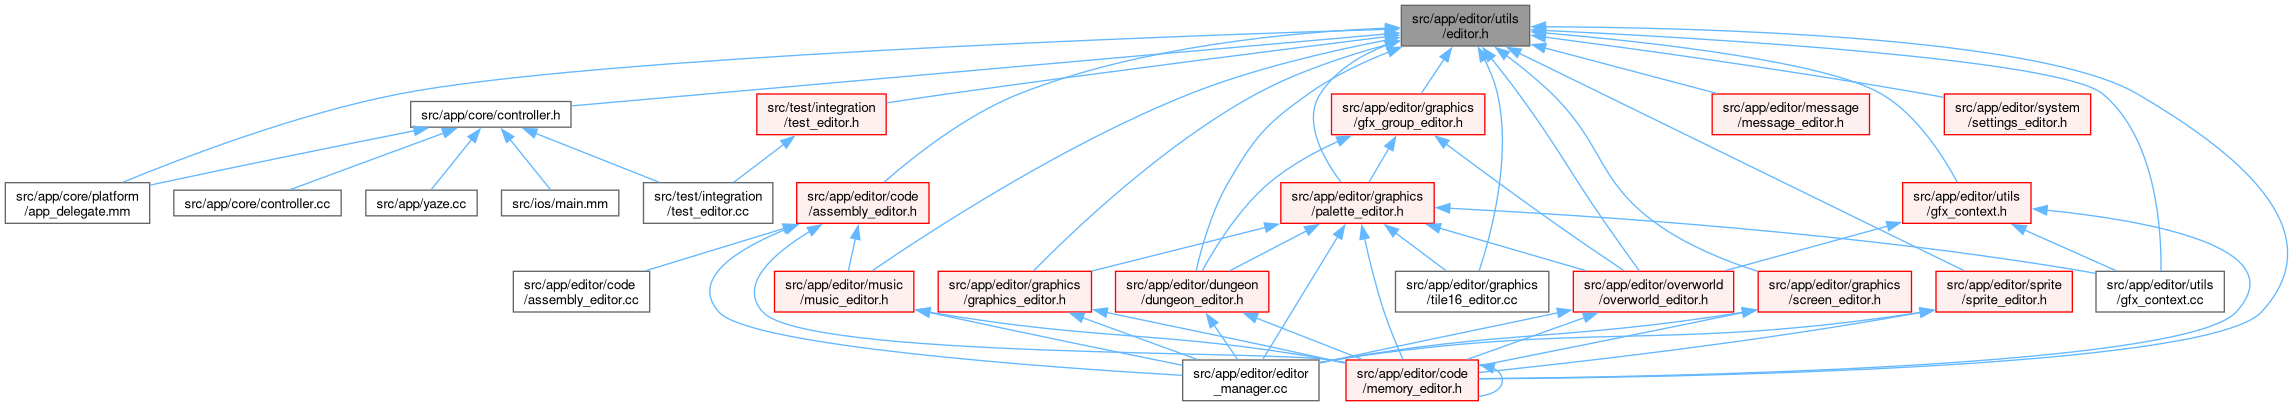 src/app/editor/utils
/editor.h
src/app/core/controller.h
src/test/integration
/test_editor.h
src/app/editor/graphics
/gfx_group_editor.h
src/app/editor/message
/message_editor.h
src/app/editor/system
/settings_editor.h
src/app/core/platform
/app_delegate.mm
src/app/core/controller.cc
src/app/yaze.cc
src/ios/main.mm
src/test/integration
/test_editor.cc
src/app/editor/code
/assembly_editor.h
src/app/editor/graphics
/palette_editor.h
src/app/editor/utils
/gfx_context.h
src/app/editor/code
/assembly_editor.cc
src/app/editor/music
/music_editor.h
src/app/editor/graphics
/graphics_editor.h
src/app/editor/dungeon
/dungeon_editor.h
src/app/editor/graphics
/tile16_editor.cc
src/app/editor/overworld
/overworld_editor.h
src/app/editor/graphics
/screen_editor.h
src/app/editor/sprite
/sprite_editor.h
src/app/editor/utils
/gfx_context.cc
src/app/editor/editor
_manager.cc
src/app/editor/code
/memory_editor.h